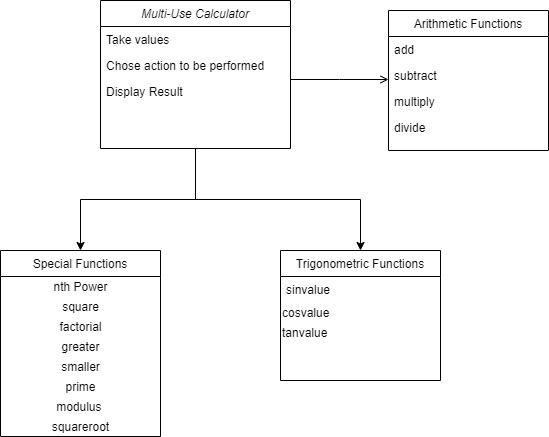 Multi-Use Calculator
Take values
Chose action to be performed
Display Result
Arithmetic Functions
add
subtract
multiply
divide
Special Functions
nth Power
square
factorial
greater
smaller
prime
modulus
squareroot
Trigonometric Functions
sinvalue
cosvalue
tanvalue